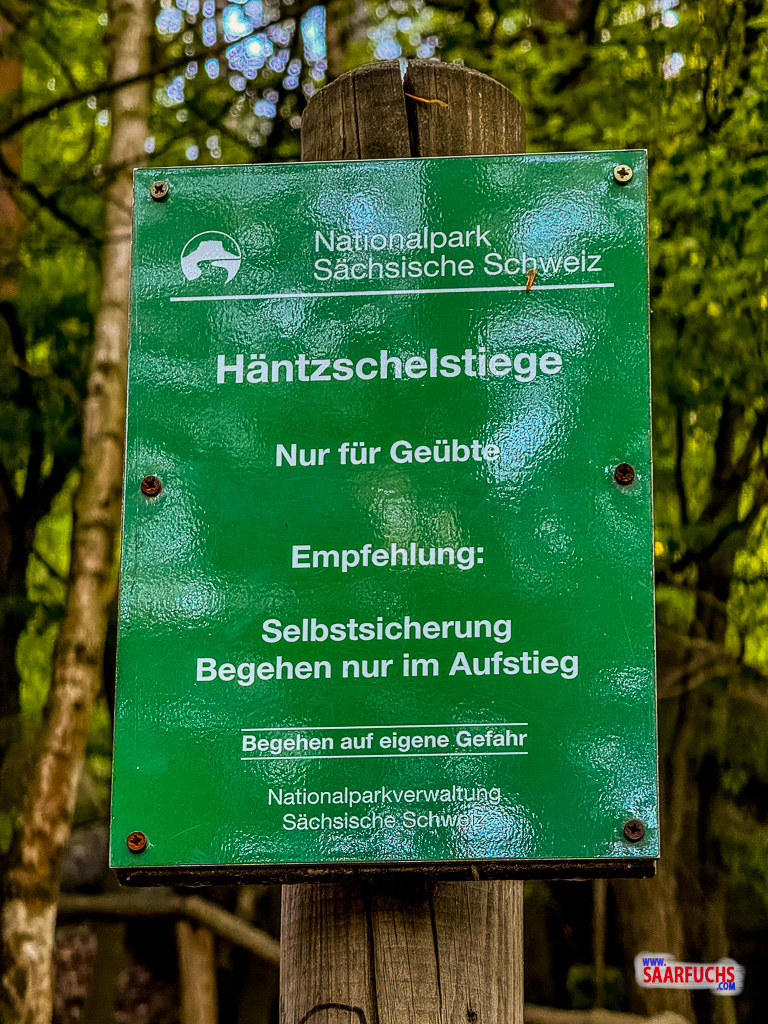 Nationalpark
Sächsische Schweiz
Häntzschelstiege
Nur für Geübte
Empfehlung:
Selbstsicherung
Begehen nur im Aufstieg
Begehen auf eigene Gefahr
Nationalparkverwaltung
Sächsische Schweiz
WWW.
SAARFUCHS
.COM